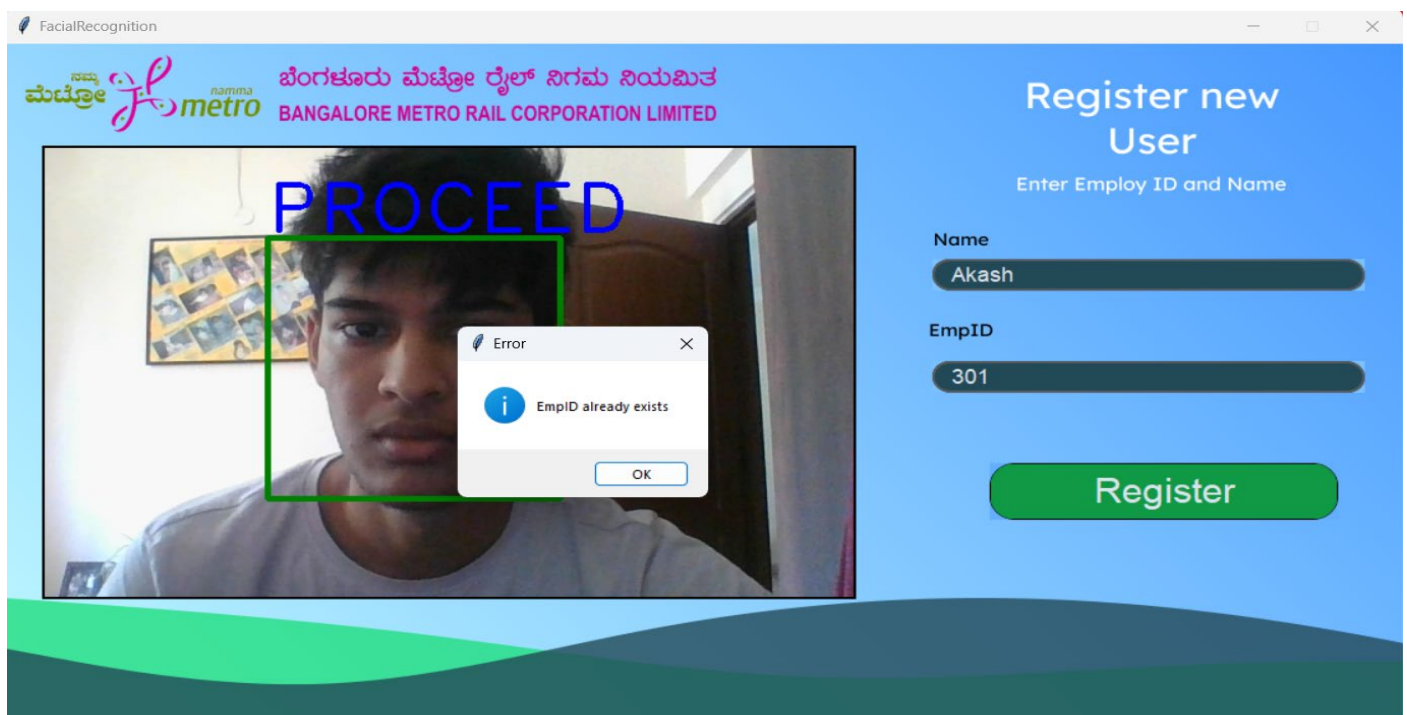 FacialRecognition
ನಮ್ಮ
ಮೆಟ್ರೋ
namma
metro
ಬೆಂಗಳೂರು ಮೆಟ್ರೋ ರೈಲ್ ನಿಗಮ ನಿಯಮಿತ
BANGALORE METRO RAIL CORPORATION LIMITED
PROCEED
Error
i
EmpID already exists
OK
Register new
User
Enter Employ ID and Name
Name
Akash
EmpID
301
Register